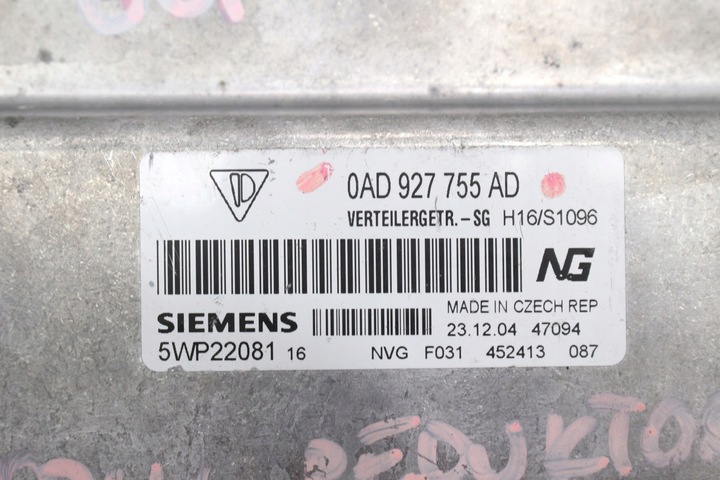 0AD 927 755 AD
VERTEILERGETR.-SG H16/S1096
NG
MADE IN CZECH REP
SIEMENS
23.12.04 47094
5WP22081 16 NVG F031 452413 087
REDUKTOR